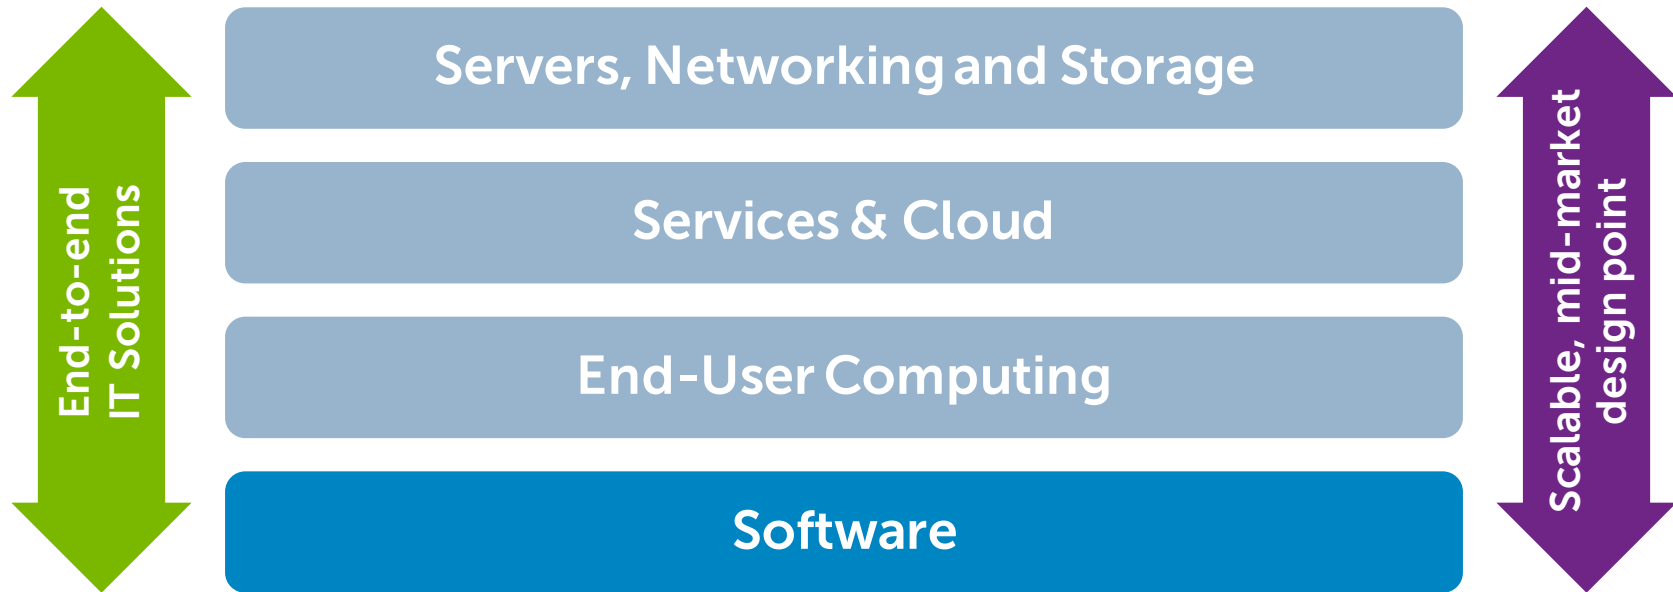 End-to-end
IT Solutions
Servers, Networking and Storage
Services & Cloud
End-User Computing
Software
Scalable, mid-market
design point